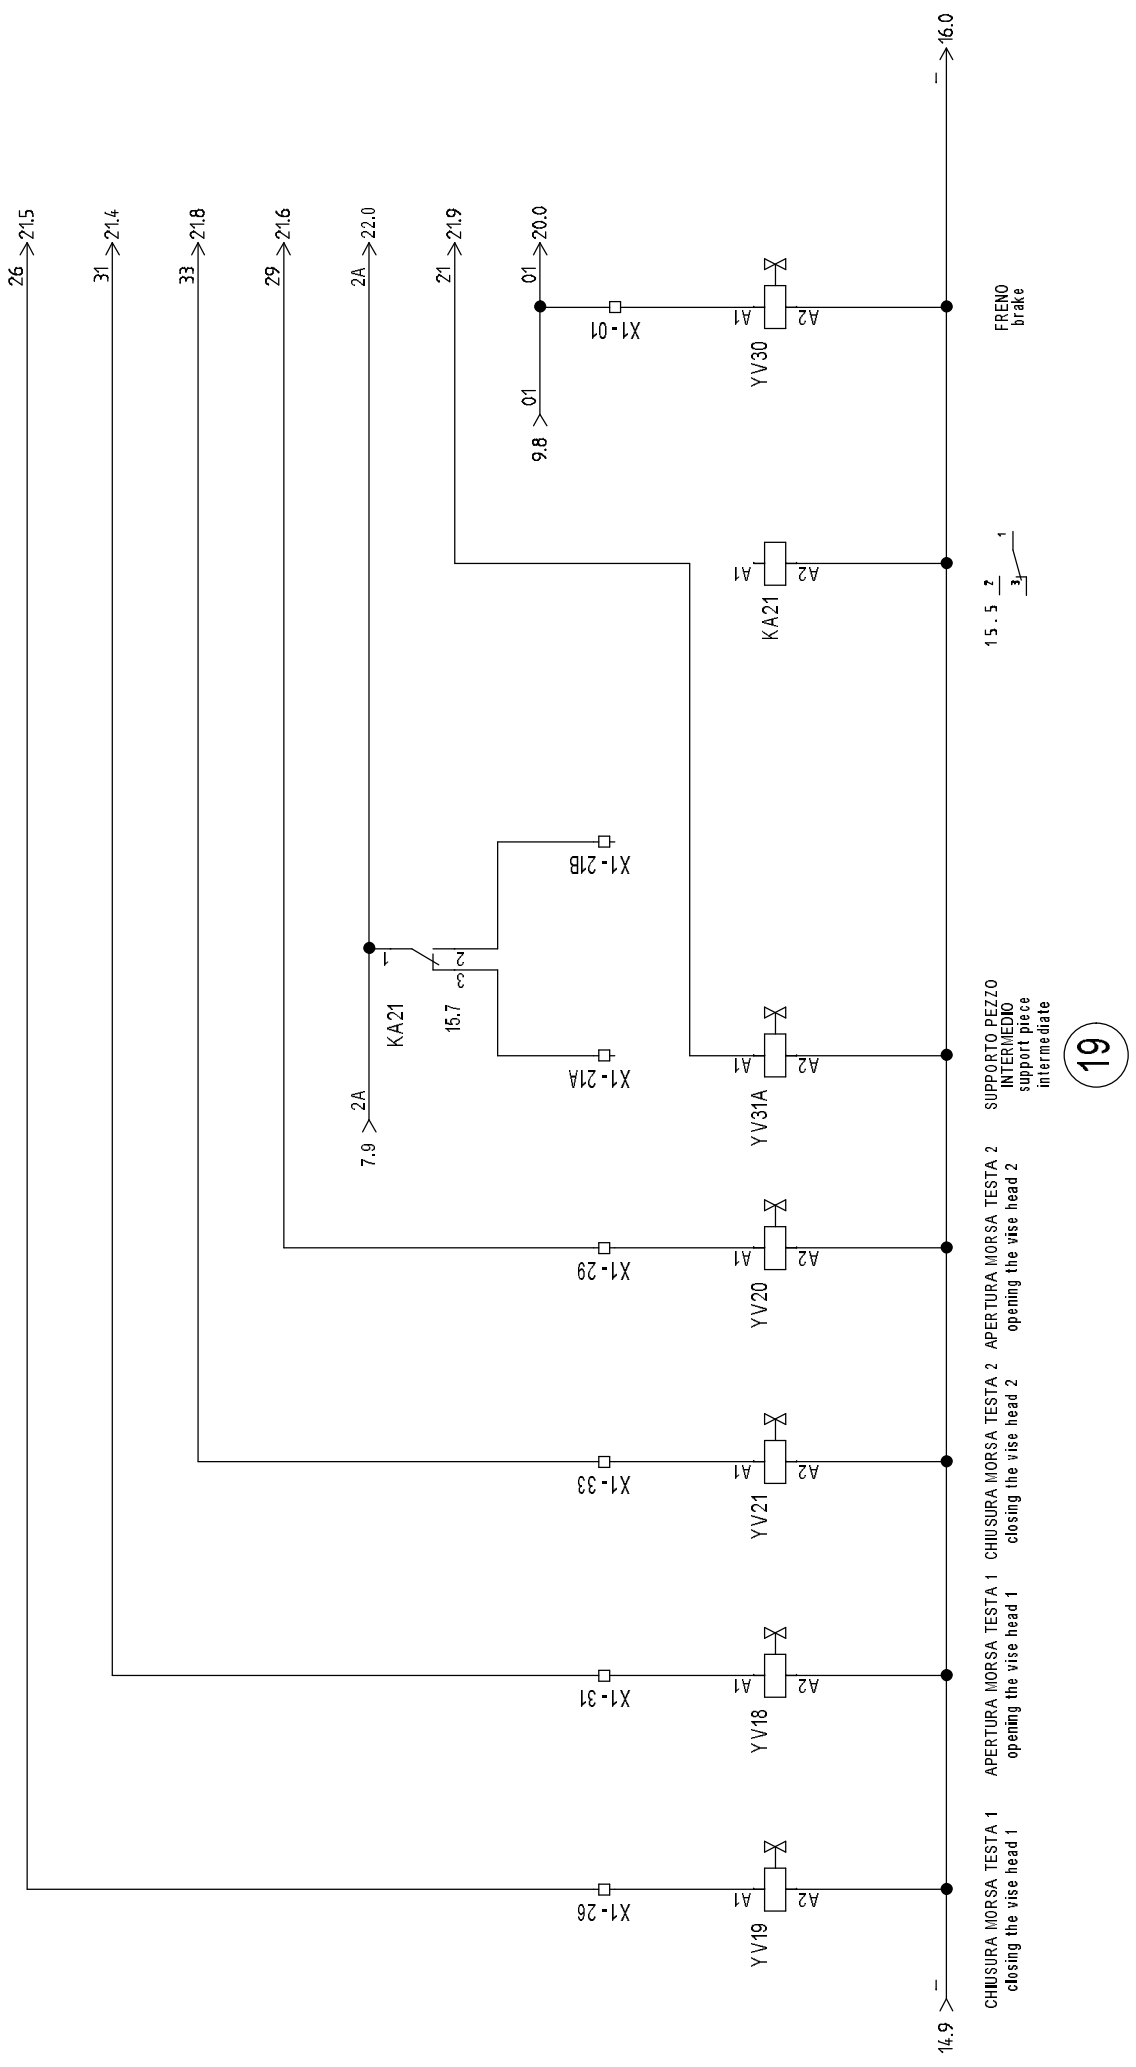 26
21.5
31
21.4
33
21.8
29
21.6
7.9
2A
2A
22.0
21
21.9
9.8
01
01
20.0
KA21
1
2
3
15.7
X1-26
X1-31
X1-33
X1-29
X1-21A
X1-21B
X1-01
YV19
A1
A2
YV18
A1
A2
YV21
A1
A2
YV20
A1
A2
YV31A
A1
A2
KA21
A1
A2
YV30
A1
A2
14.9
–
–
16.0
CHIUSURA MORSA TESTA 1
closing the vise head 1
APERTURA MORSA TESTA 1
opening the vise head 1
CHIUSURA MORSA TESTA 2
closing the vise head 2
APERTURA MORSA TESTA 2
opening the vise head 2
SUPPORTO PEZZO
INTERMEDIO
support piece
intermediate
15.5
2
3
1
FRENO
brake
19